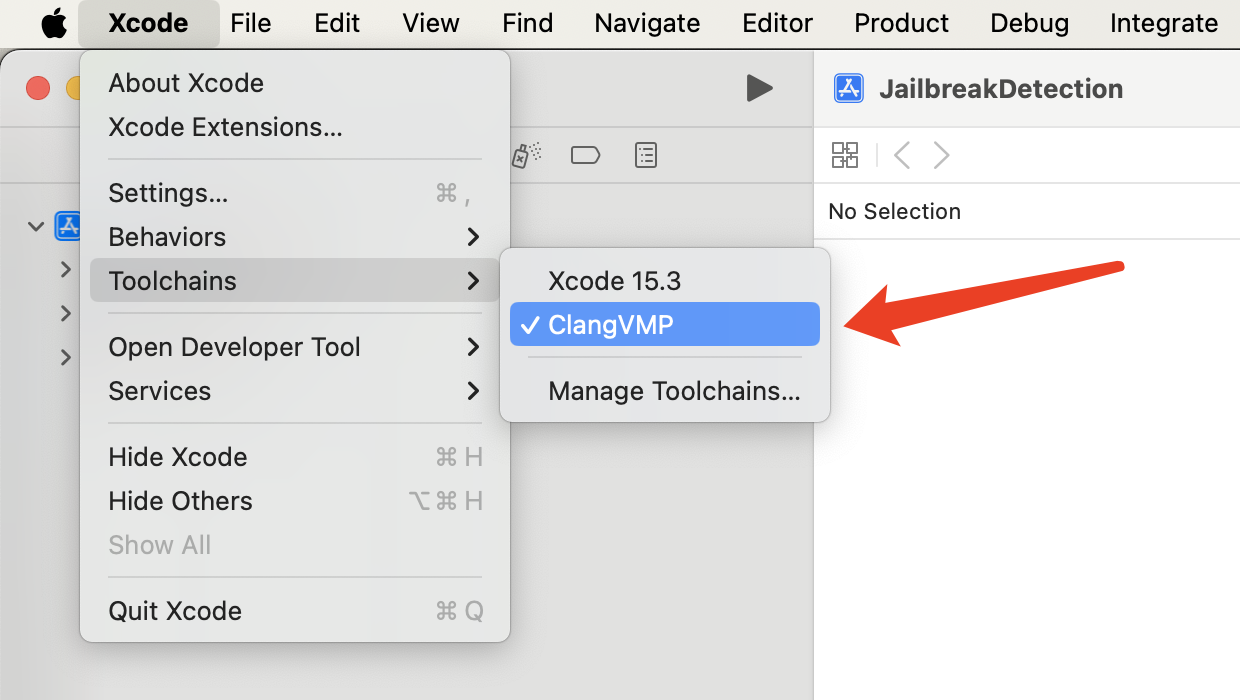 Xcode File Edit View Find Navigate Editor Product Debug Integrate
About Xcode
Xcode Extensions...
JailbreakDetection
Settings... ⌘ ,
No Selection
Behaviors
Toolchains
Xcode 15.3
✓ ClangVMP
Manage Toolchains...
Open Developer Tool
Services
Hide Xcode ⌘ H
Hide Others ⌥ ⌘ H
Show All
Quit Xcode ⌘ Q